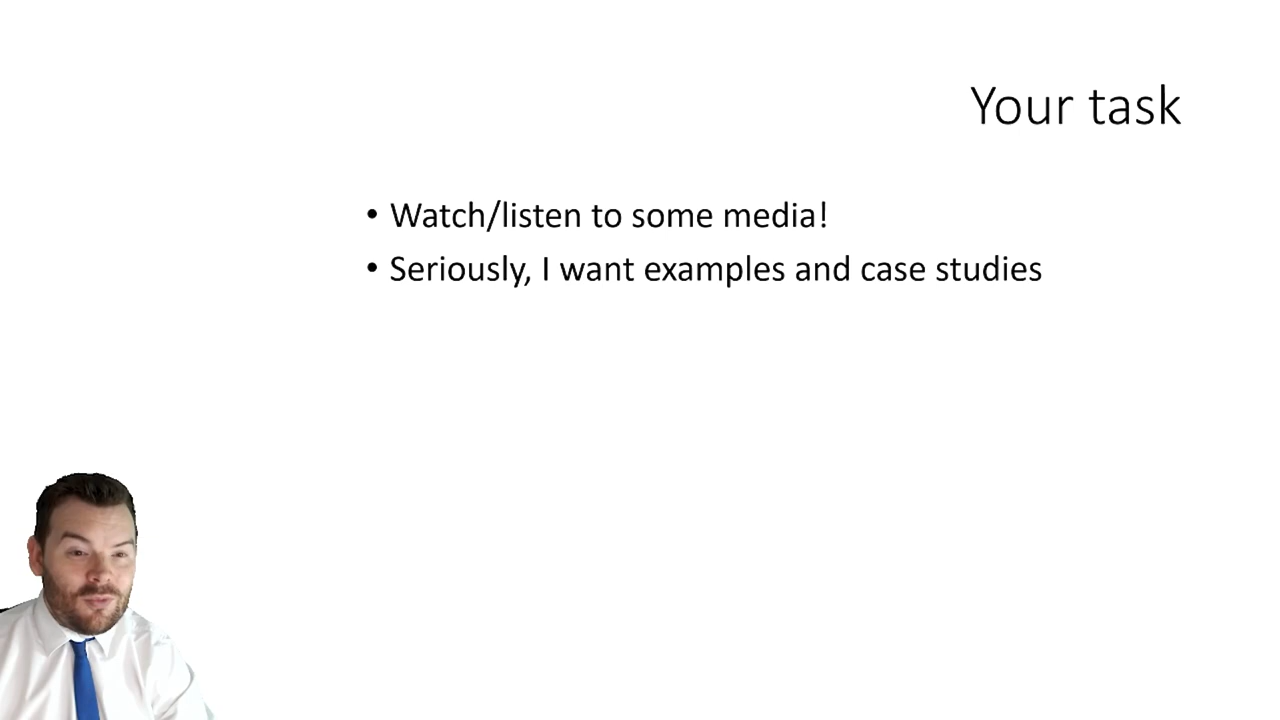 Your task
• Watch/listen to some media!
• Seriously, I want examples and case studies